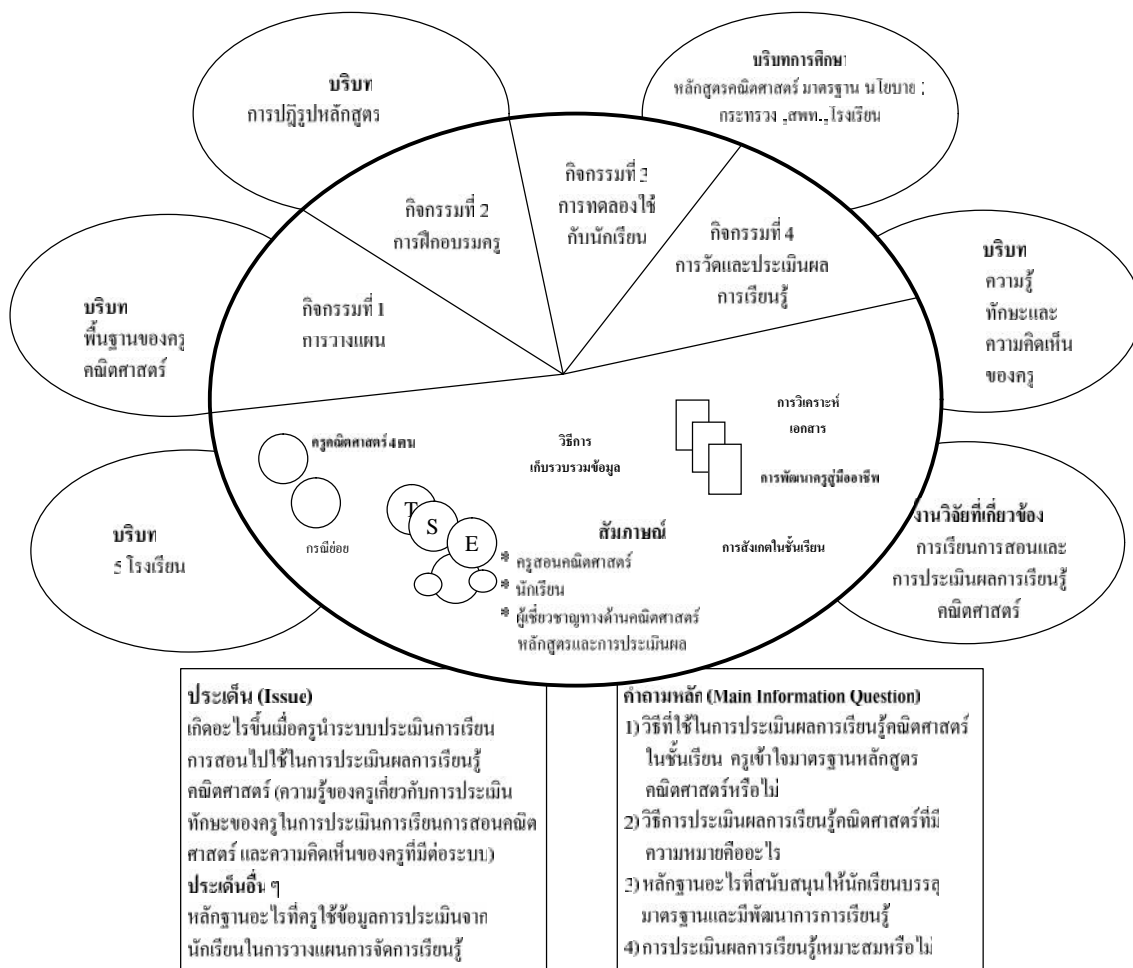 บริบท
การปฎิรูปหลักสูตร
บริบทการศึกษา
หลักสูตรคณิตศาสตร์ มาตรฐาน นโยบาย
กระทรวง ,สพท.,โรงเรียน
กิจกรรมที่ 3
การทดลองใช้
กับนักเรียน
กิจกรรมที่ 2
การฝึกอบรมครู
กิจกรรมที่ 4
การวัดและประเมินผล
การเรียนรู้
บริบท
ความรู้
ทักษะและ
ความคิดเห็น
ของครู
บริบท
พื้นฐานของครู
คณิตศาสตร์
กิจกรรมที่ 1
การวางแผน
ครูคณิตศาสตร์ 4 คน
วิธีการ
เก็บรวบรวมข้อมูล
การวิเคราะห์
เอกสาร
การพัฒนาครูสู่มืออาชีพ
บริบท
5 โรงเรียน
กรณีย่อย
T
S
E
สัมภาษณ์
* ครูสอนคณิตศาสตร์
* นักเรียน
* ผู้เชี่ยวชาญทางด้านคณิตศาสตร์
หลักสูตรและการประเมินผล
การสังเกตในชั้นเรียน
งานวิจัยที่เกี่ยวข้อง
การเรียนการสอนและ
การประเมินผลการเรียนรู้
คณิตศาสตร์
ประเด็น (Issue)
เกิดอะไรขึ้นเมื่อครูนำระบบประเมินการเรียน
การสอนไปใช้ในการประเมินผลการเรียนรู้
คณิตศาสตร์ (ความรู้ของครูเกี่ยวกับการประเมิน
ทักษะของครูในการประเมินการเรียนการสอนคณิต
ศาสตร์ และความคิดเห็นของครูที่มีต่อระบบ)
ประเด็นอื่น ๆ
หลักฐานอะไรที่ครูใช้ข้อมูลการประเมินจาก
นักเรียนในการวางแผนการจัดการเรียนรู้
คำถามหลัก (Main Information Question)
1) วิธีที่ใช้ในการประเมินผลการเรียนรู้คณิตศาสตร์
ในชั้นเรียน ครูเข้าใจมาตรฐานหลักสูตร
คณิตศาสตร์หรือไม่
2) วิธีการประเมินผลการเรียนรู้คณิตศาสตร์ที่มี
ความหมายคืออะไร
3) หลักฐานอะไรที่สนับสนุนให้นักเรียนบรรลุ
มาตรฐานและมีพัฒนาการการเรียนรู้
4) การประเมินผลการเรียนรู้เหมาะสมหรือไม่